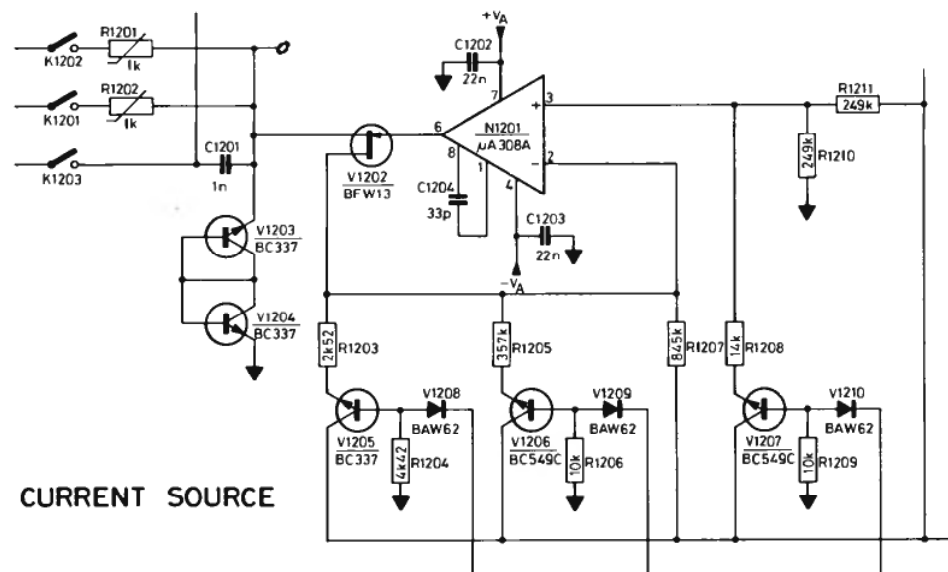 +VA
R1201
C1202
K1202
1k
22n
R1202
7
R1211
6
+
3
249k
K1201
1k
N1201
µA308A
249k
R1210
C1201
8
1
-
2
K1203
1n
V1202
BFW13
C1204
4
33p
C1203
22n
V1203
BC337
-VA
V1204
BC337
2k52
R1203
357k
R1205
845k
R1207
14k
R1208
V1208
V1209
V1210
BAW62
BAW62
BAW62
V1205
BC337
4k42
R1204
V1206
BC549C
10k
R1206
V1207
BC549C
10k
R1209
CURRENT SOURCE